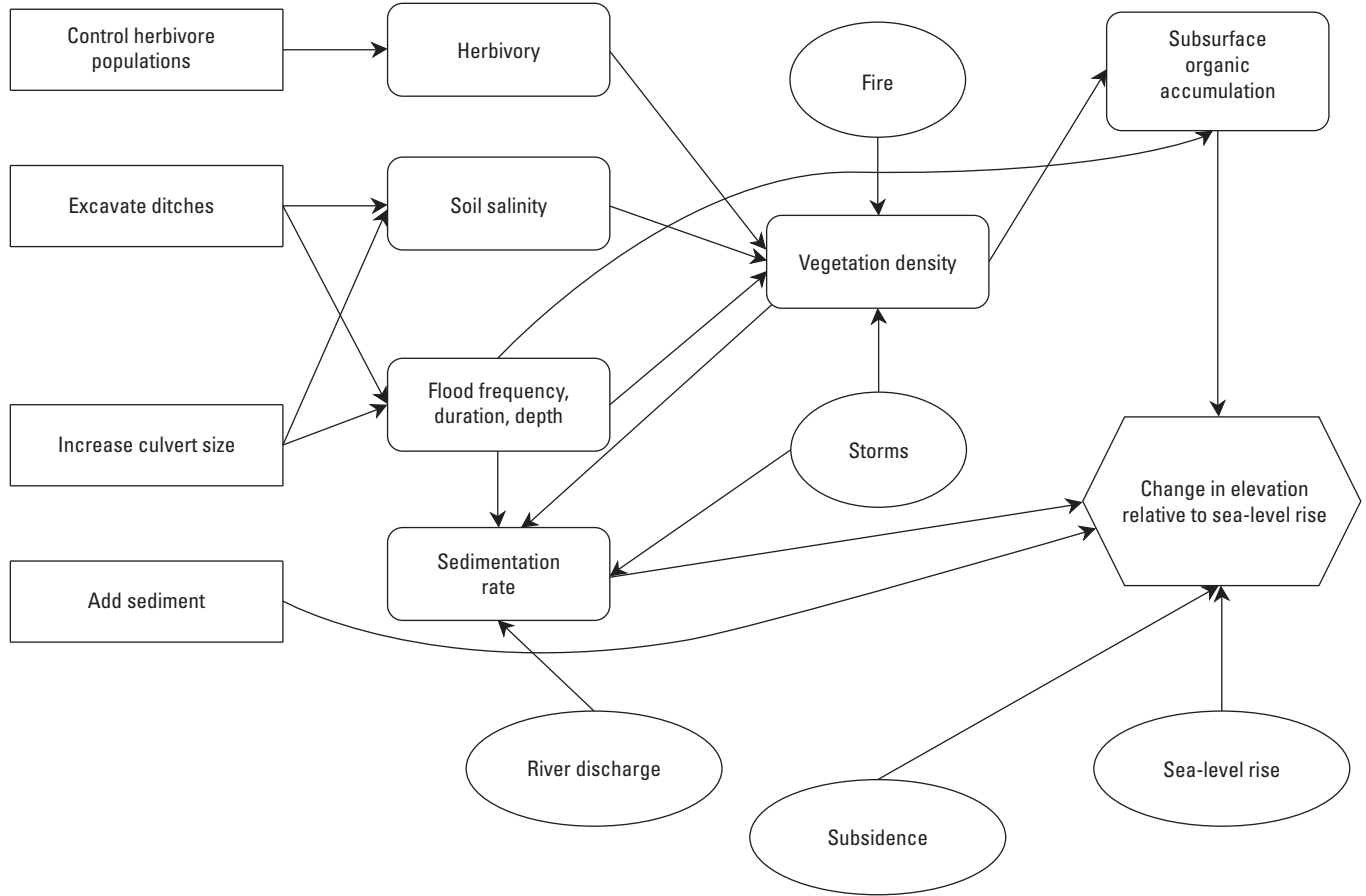 Control herbivore
populations
Herbivory
Fire
Subsurface
organic
accumulation
Excavate ditches
Soil salinity
Vegetation density
Increase culvert size
Flood frequency,
duration, depth
Storms
Change in elevation
relative to sea-level rise
Add sediment
Sedimentation
rate
River discharge
Subsidence
Sea-level rise